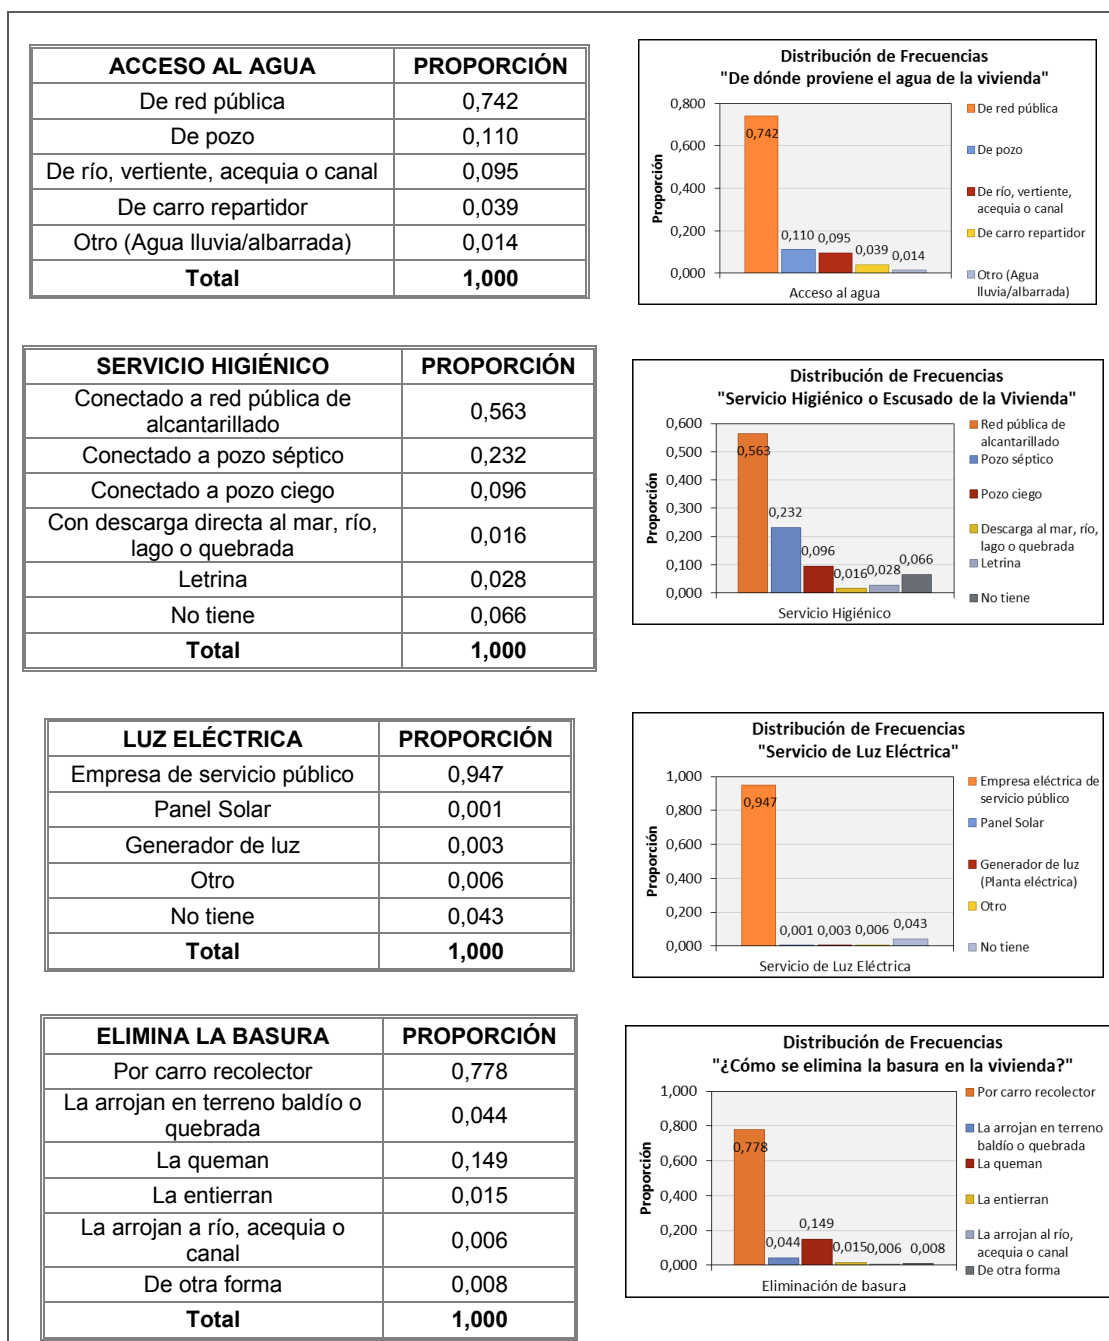 ACCESO AL AGUA PROPORCIÓN
De red pública 0,742
De pozo 0,110
De río, vertiente, acequia o canal 0,095
De carro repartidor 0,039
Otro (Agua lluvia/albarrada) 0,014
Total 1,000
Distribución de Frecuencias
"De dónde proviene el agua de la vivienda"
0,800
0,600
0,400
0,200
0,000
Proporción
0,742
0,110
0,095
0,039
0,014
Acceso al agua
De red pública
De pozo
De río, vertiente,
acequia o canal
De carro repartidor
Otro (Agua
lluvia/albarrada)
SERVICIO HIGIÉNICO PROPORCIÓN
Conectado a red pública de
alcantarillado 0,563
Conectado a pozo séptico 0,232
Conectado a pozo ciego 0,096
Con descarga directa al mar, río,
lago o quebrada 0,016
Letrina 0,028
No tiene 0,066
Total 1,000
Distribución de Frecuencias
"Servicio Higiénico o Escusado de la Vivienda"
0,600
0,500
0,400
0,300
0,200
0,100
0,000
Proporción
0,563
0,232
0,096
0,016
0,028
0,066
Servicio Higiénico
Red pública de
alcantarillado
Pozo séptico
Pozo ciego
Descarga al mar, río,
lago o quebrada
Letrina
No tiene
LUZ ELÉCTRICA PROPORCIÓN
Empresa de servicio público 0,947
Panel Solar 0,001
Generador de luz 0,003
Otro 0,006
No tiene 0,043
Total 1,000
Distribución de Frecuencias
"Servicio de Luz Eléctrica"
1,000
0,800
0,600
0,400
0,200
0,000
Proporción
0,947
0,001
0,003
0,006
0,043
Servicio de Luz Eléctrica
Empresa eléctrica de
servicio público
Panel Solar
Generador de luz
(Planta eléctrica)
Otro
No tiene
ELIMINA LA BASURA PROPORCIÓN
Por carro recolector 0,778
La arrojan en terreno baldío o
quebrada 0,044
La queman 0,149
La entierran 0,015
La arrojan a río, acequia o
canal 0,006
De otra forma 0,008
Total 1,000
Distribución de Frecuencias
"¿Cómo se elimina la basura en la vivienda?"
1,000
0,800
0,600
0,400
0,200
0,000
Proporción
0,778
0,044
0,149
0,015
0,006
0,008
Eliminación de basura
Por carro recolector
La arrojan en terreno
baldío o quebrada
La queman
La entierran
La arrojan al río,
acequia o canal
De otra forma